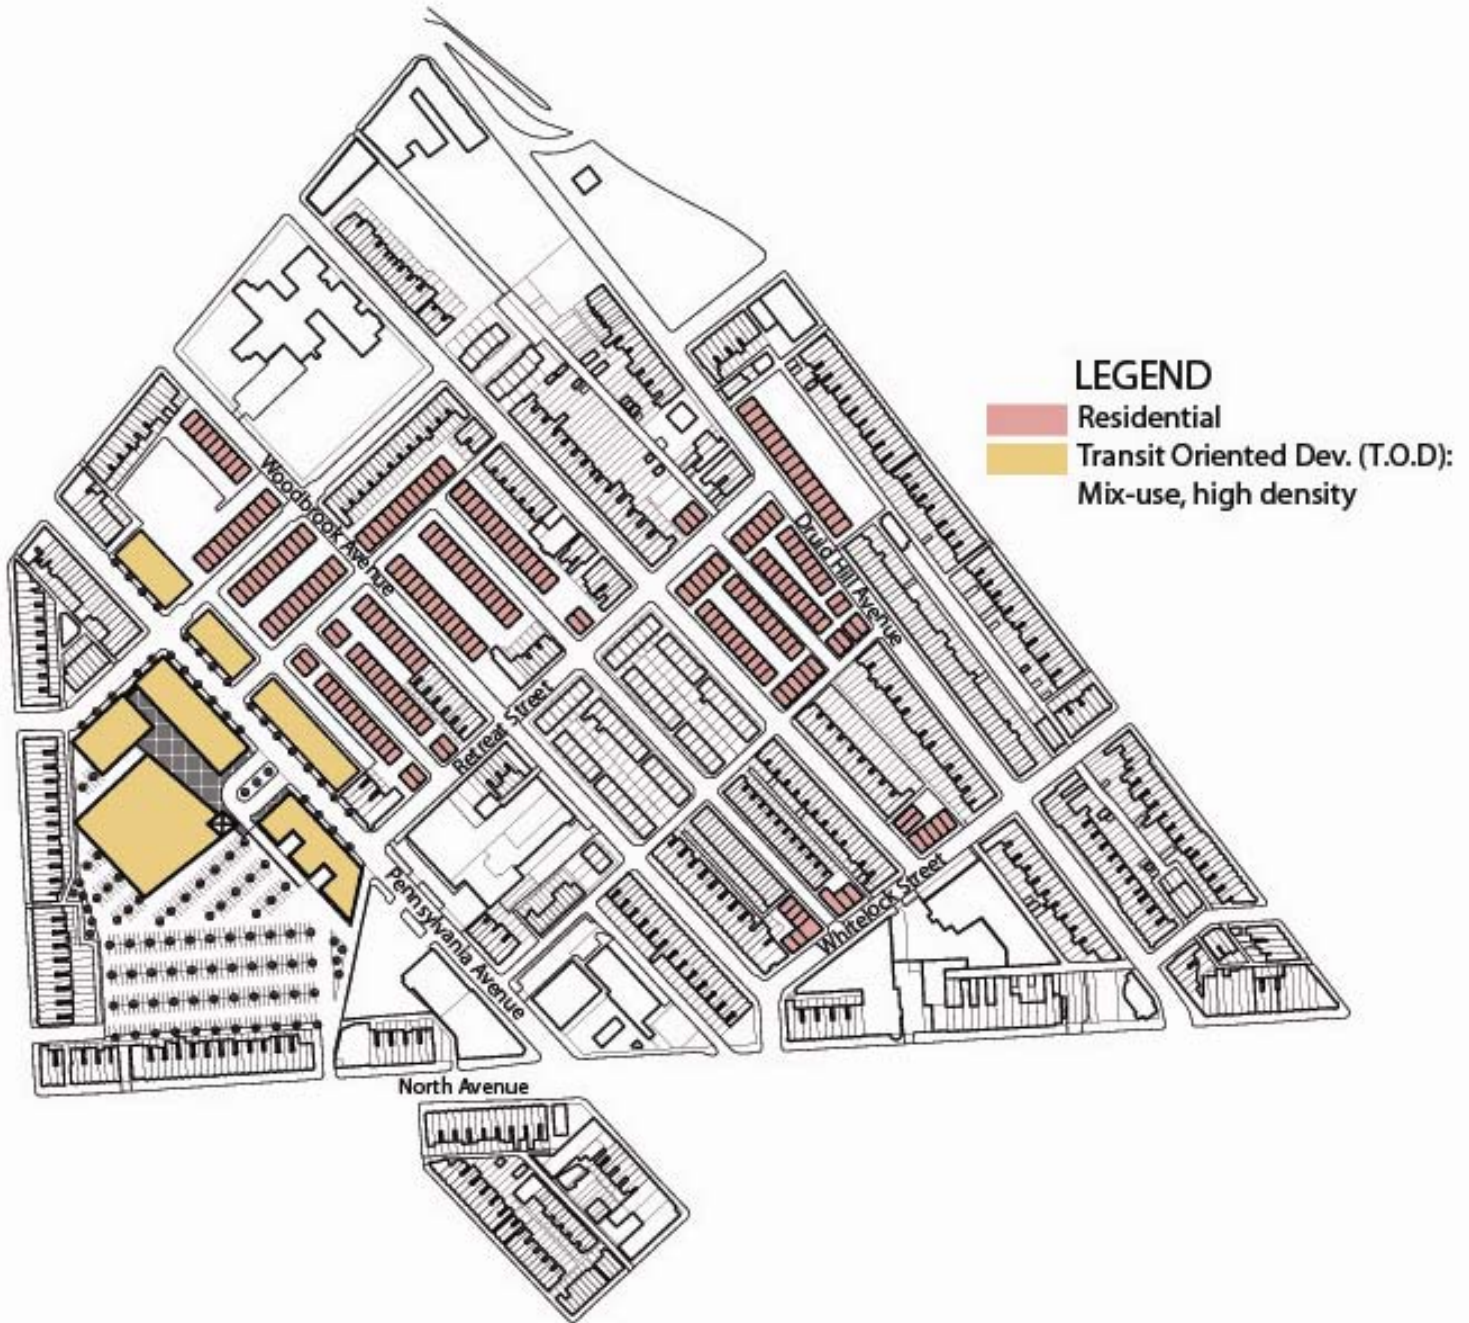 LEGEND
Residential
Transit Oriented Dev. (T.O.D):
Mix-use, high density
Woodbrook Avenue
Druid Hill Avenue
Retreat Street
Whitelock Street
Pennsylvania Avenue
North Avenue